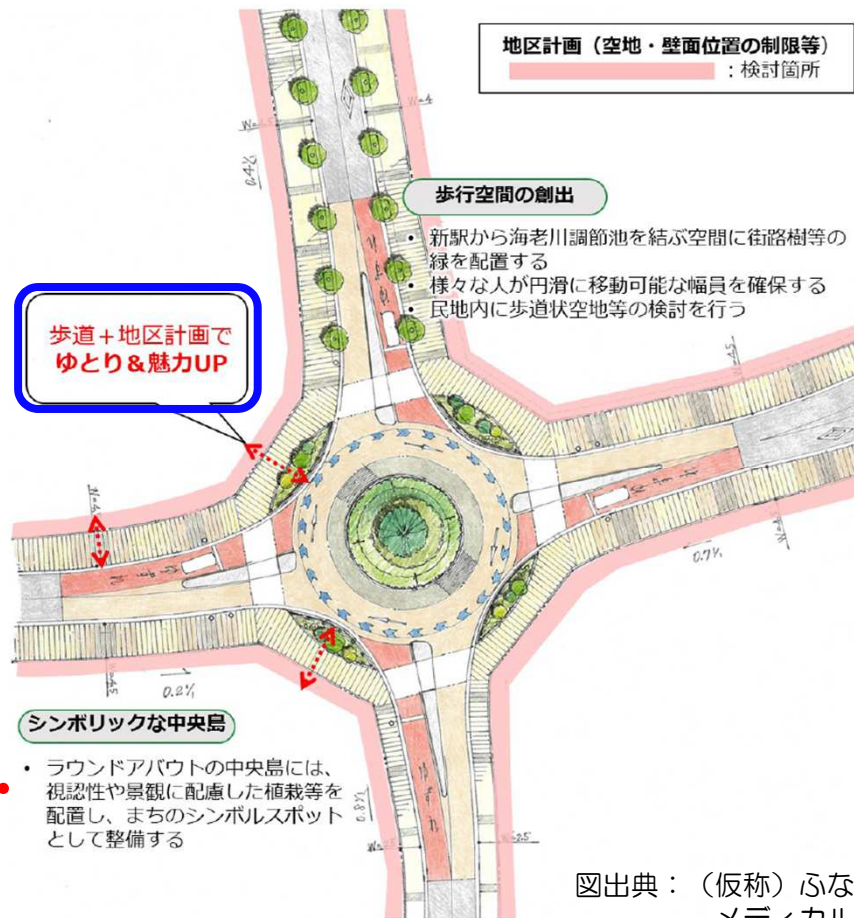 地区計画（空地・壁面位置の制限等）
：検討箇所
歩行空間の創出
• 新駅から海老川調節池を結ぶ空間に街路樹等の
緑を配置する
• 様々な人が円滑に移動可能な幅員を確保する
• 民地内に歩道状空地等の検討を行う
歩道＋地区計画で
ゆとり&魅力UP
W=4
W=4.5
0.7%
0.2%
W=4.5
0.8%
W=2.5
シンボリックな中央島
• ラウンドアバウトの中央島には、
視認性や景観に配慮した植栽等を
配置し、まちのシンボルスポット
として整備する
図出典：（仮称）ふな